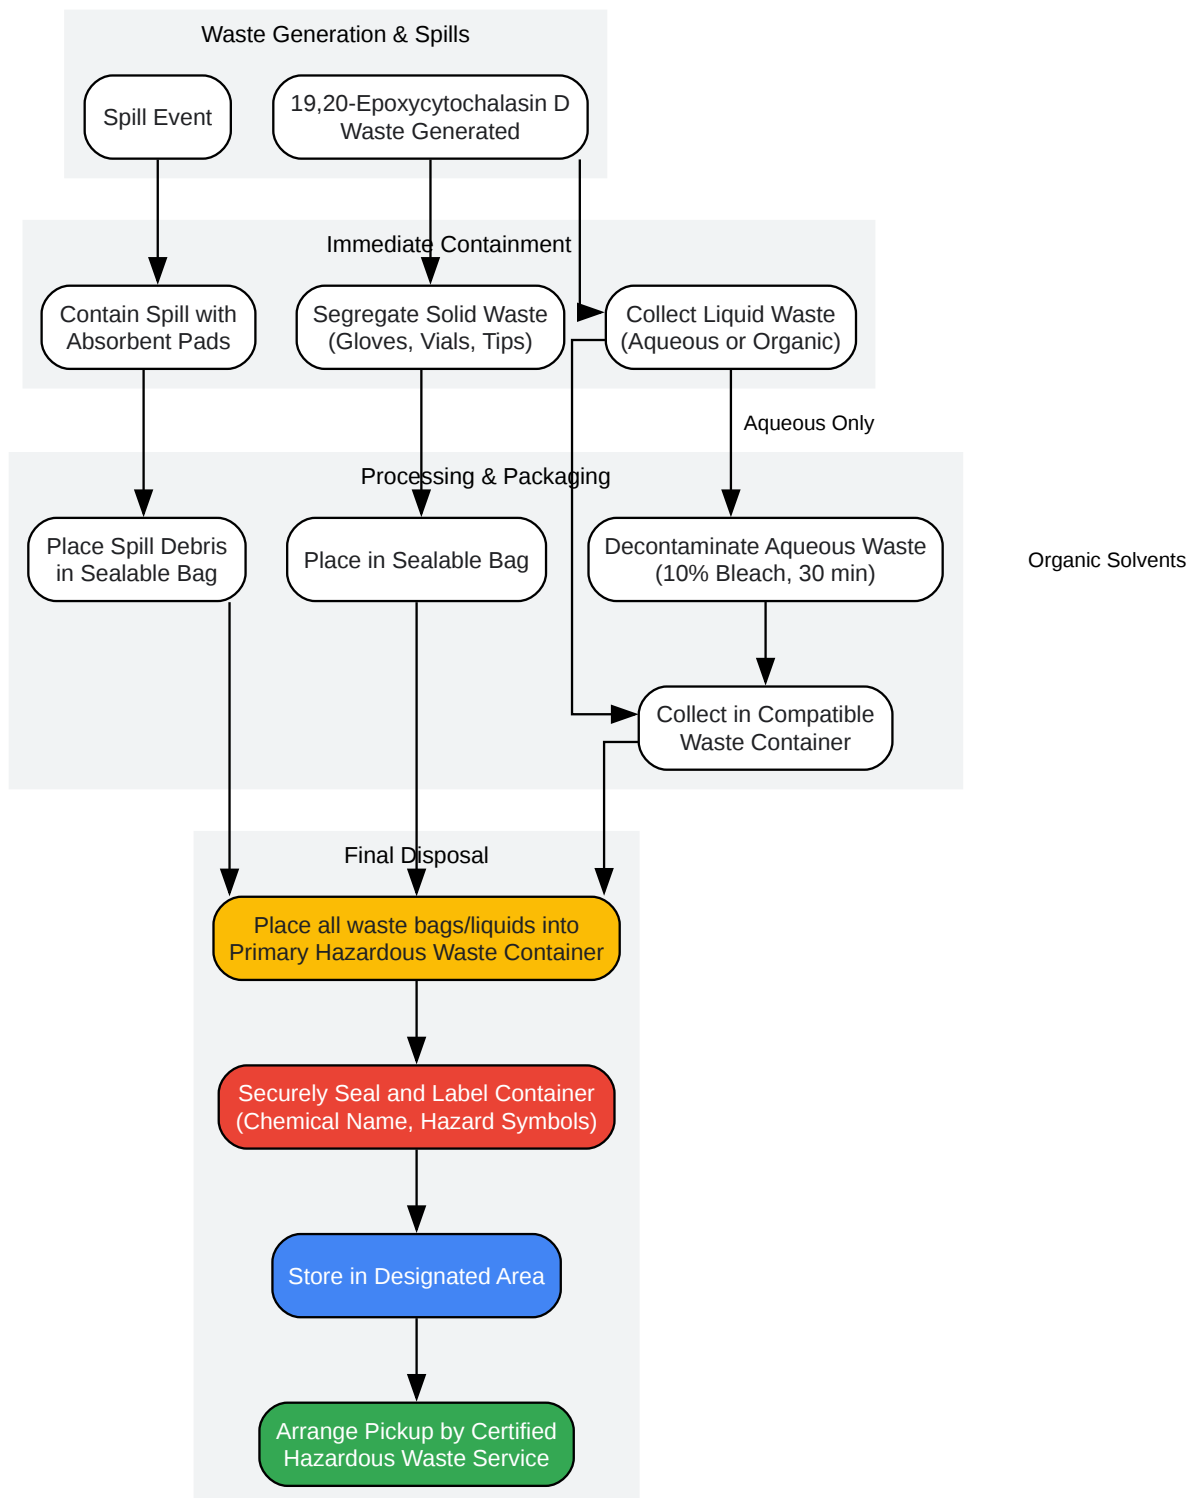 Waste Generation & Spills
Spill Event
19,20-Epoxycytochalasin D
Waste Generated
Immediate Containment
Contain Spill with
Absorbent Pads
Segregate Solid Waste
(Gloves, Vials, Tips)
Collect Liquid Waste
(Aqueous or Organic)
Aqueous Only
Processing & Packaging
Place Spill Debris
in Sealable Bag
Place in Sealable Bag
Decontaminate Aqueous Waste
(10% Bleach, 30 min)
Organic Solvents
Collect in Compatible
Waste Container
Final Disposal
Place all waste bags/liquids into
Primary Hazardous Waste Container
Securely Seal and Label Container
(Chemical Name, Hazard Symbols)
Store in Designated Area
Arrange Pickup by Certified
Hazardous Waste Service